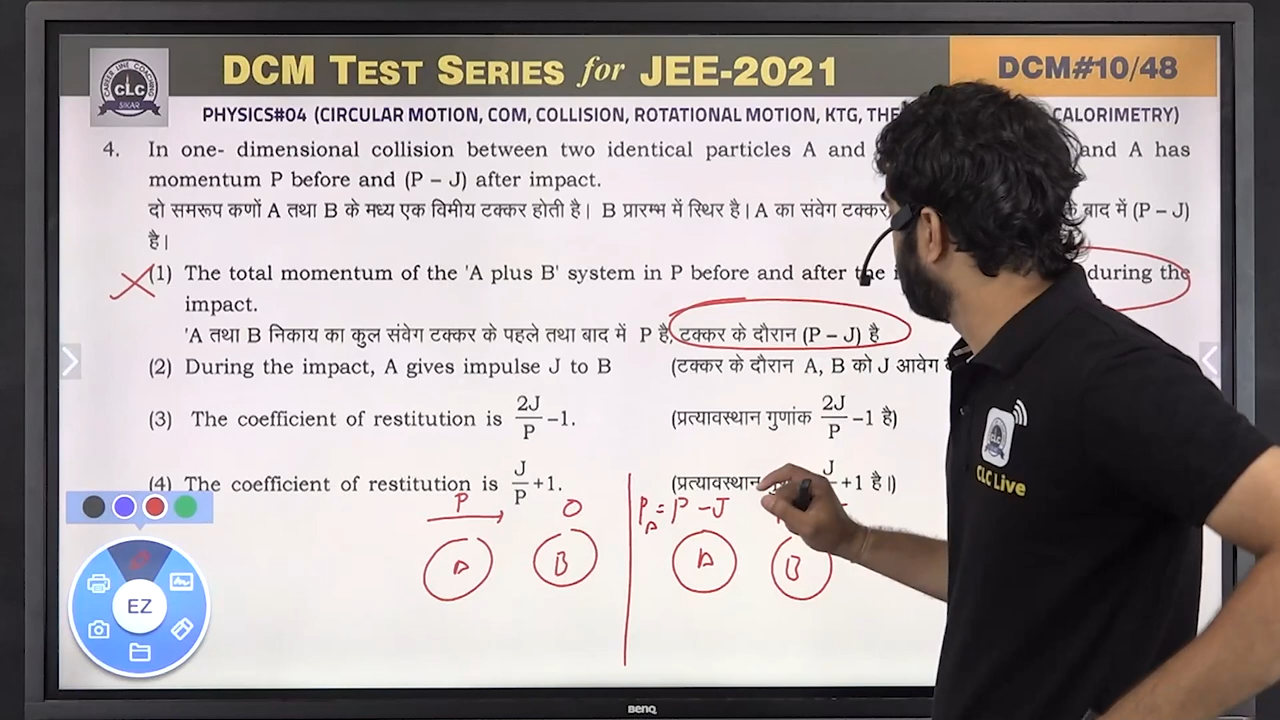 CAREER LINE COACHING
CLC
SIKAR
DCM TEST SERIES for JEE-2021
DCM#10/48
PHYSICS#04 (CIRCULAR MOTION, COM, COLLISION, ROTATIONAL MOTION, KTG, THE CALORIMETRY)
4. In one- dimensional collision between two identical particles A and and A has
momentum P before and (P – J) after impact.
दो समरूप कणों A तथा B के मध्य एक विमीय टक्कर होती है। B प्रारम्भ में स्थिर है। A का संवेग टक्कर के बाद में (P – J)
है।
(1) The total momentum of the 'A plus B' system in P before and after the during the
impact.
'A तथा B निकाय का कुल संवेग टक्कर के पहले तथा बाद में P है, टक्कर के दौरान (P – J) है
(2) During the impact, A gives impulse J to B (टक्कर के दौरान A, B को J आवेग
(3) The coefficient of restitution is 2J/P –1. (प्रत्यावस्थान गुणांक 2J/P –1 है)
(4) The coefficient of restitution is J/P +1. (प्रत्यावस्थान J +1 है।)
P 0 P_A = P – J
A B A B
EZ
CLC
CLC Live
BenQ